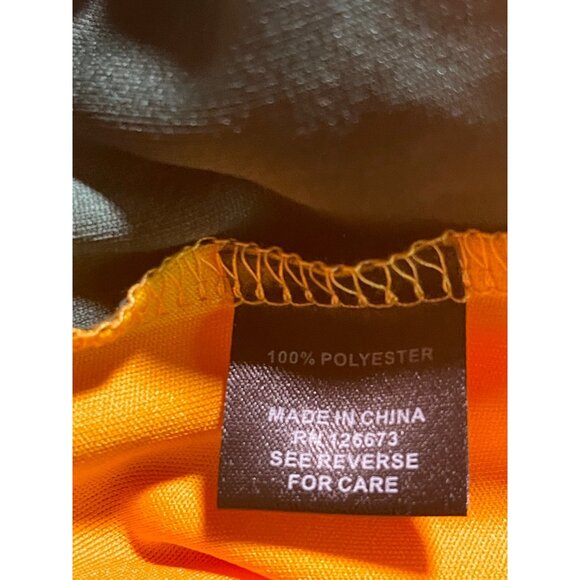 100% POLYESTER
MADE IN CHINA
RN 126673
SEE REVERSE
FOR CARE